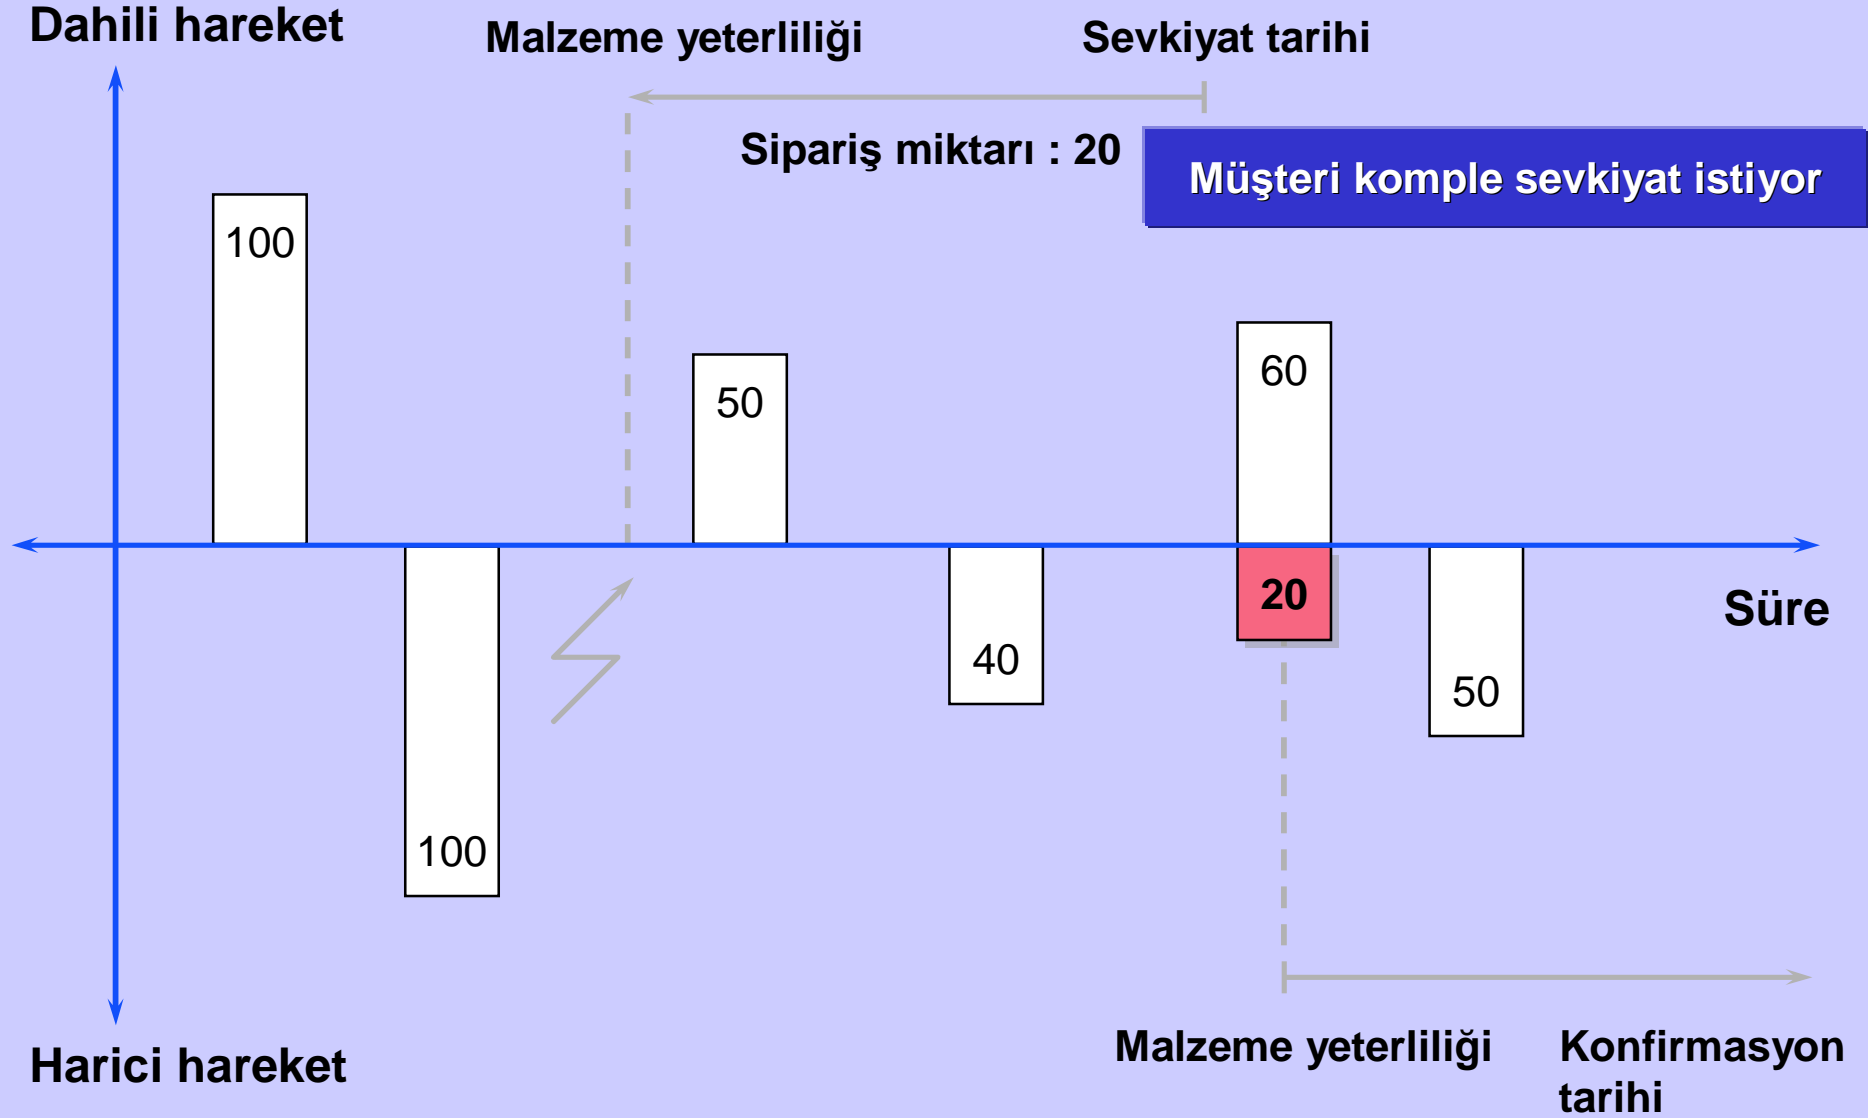 Dahili hareket
Malzeme yeterliliği
Sevkiyat tarihi
Sipariş miktarı : 20
Müşteri komple sevkiyat istiyor
100
50
60
20
Süre
40
50
100
Malzeme yeterliliği
Konfirmasyon
tarihi
Harici hareket